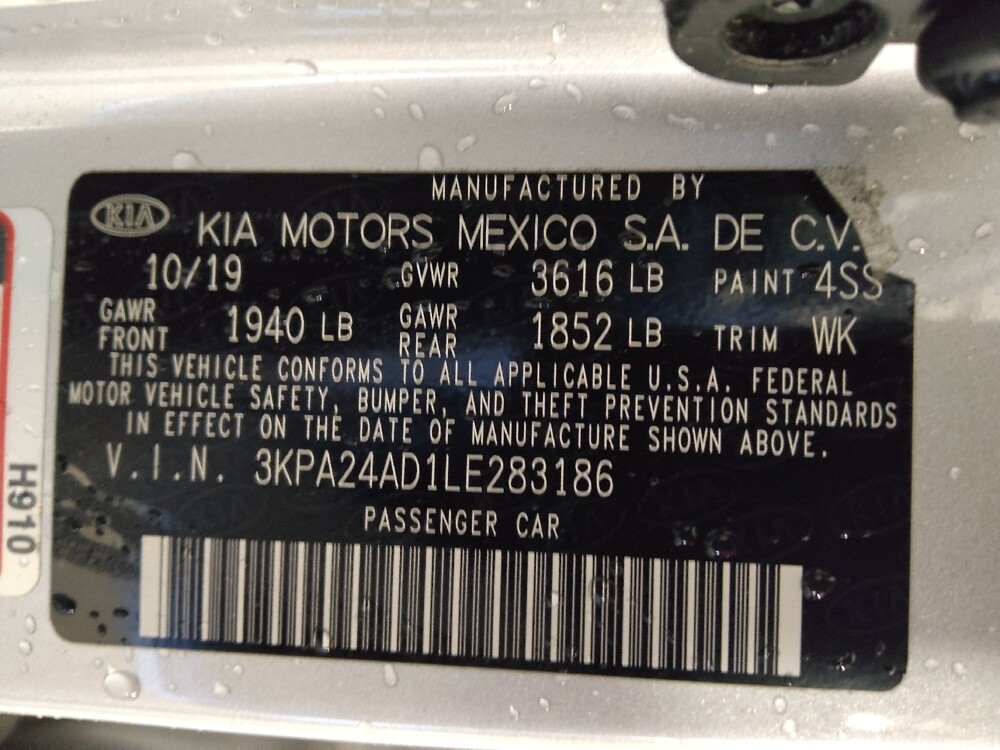 MANUFACTURED BY
KIA KIA MOTORS MEXICO S.A. DE C.V.
10/19 GVWR 3616 LB PAINT 4SS
GAWR FRONT 1940 LB GAWR REAR 1852 LB TRIM WK
THIS VEHICLE CONFORMS TO ALL APPLICABLE U.S.A. FEDERAL
MOTOR VEHICLE SAFETY, BUMPER, AND THEFT PREVENTION STANDARDS
IN EFFECT ON THE DATE OF MANUFACTURE SHOWN ABOVE.
V.I.N. 3KPA24AD1LE283186
PASSENGER CAR
H910